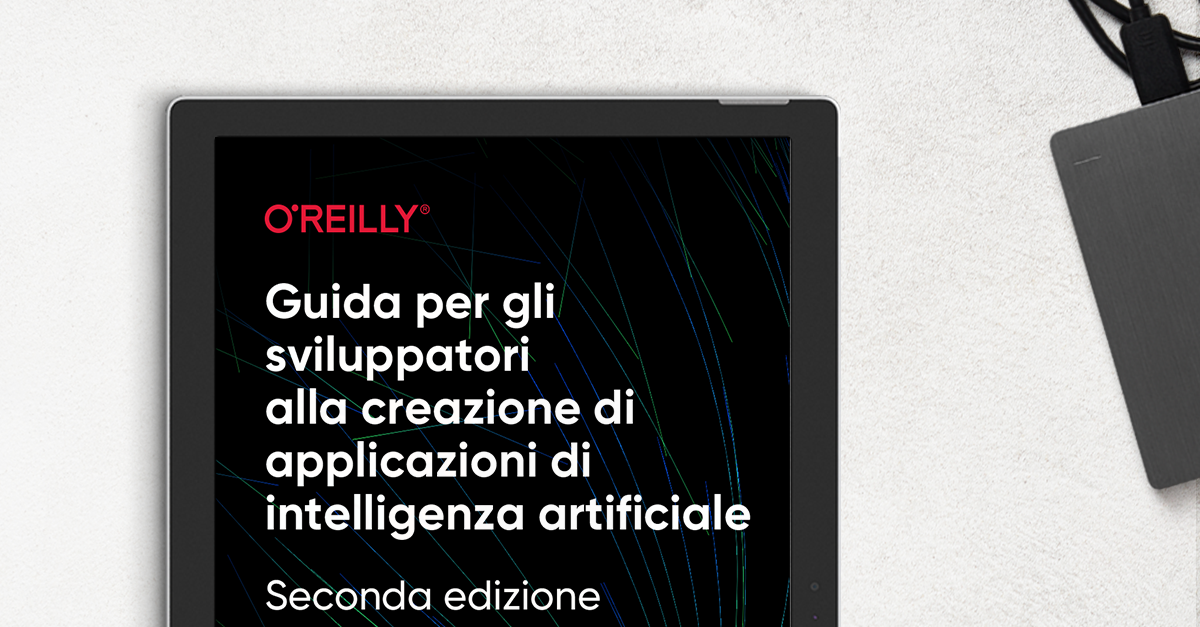 O'REILLY®
Guida per gli
sviluppatori
alla creazione di
applicazioni di
intelligenza artificiale
Seconda edizione